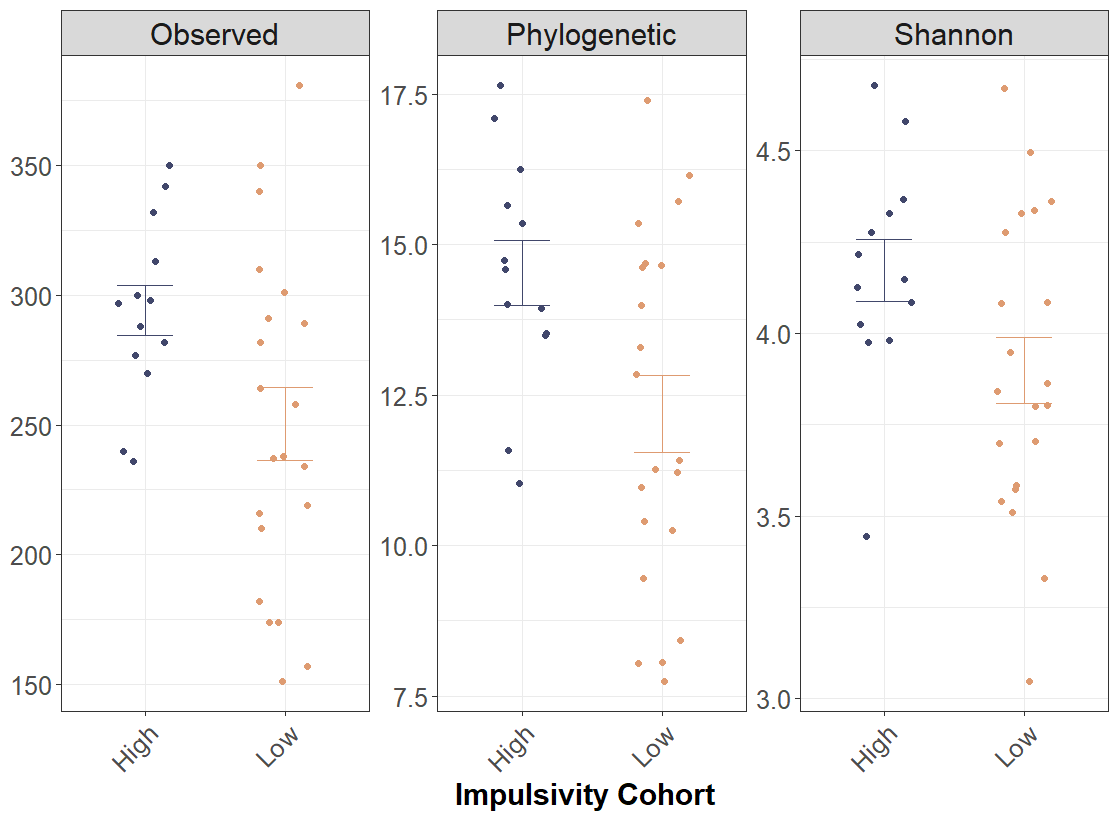 Observed
Phylogenetic
Shannon
350
300
250
200
150
17.5
15.0
12.5
10.0
7.5
4.5
4.0
3.5
3.0
High
Low
High
Low
High
Low
Impulsivity Cohort